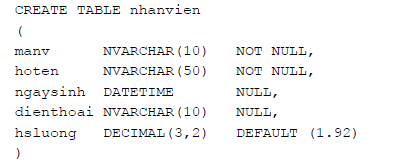 CREATE TABLE nhanvien
(
manv NVARCHAR(10) NOT NULL,
hoten NVARCHAR(50) NOT NULL,
ngaysinh DATETIME NULL,
dienthoai NVARCHAR(10) NULL,
hsluong DECIMAL(3,2) DEFAULT (1.92)
)